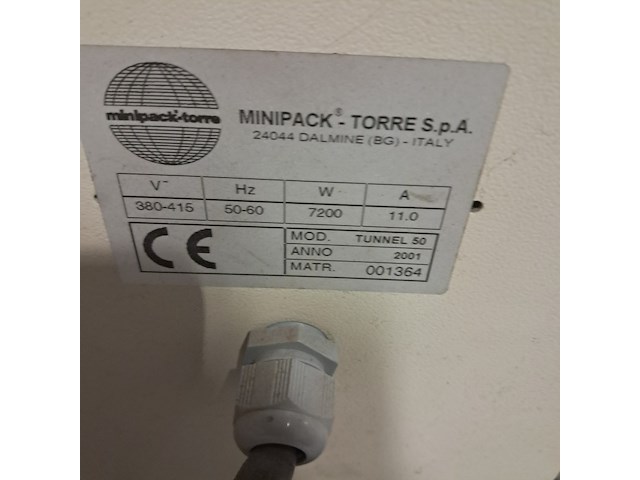 minipack-torre
MINIPACK® - TORRE S.p.A.
24044 DALMINE (BG) - ITALY
V~ Hz W A
380-415 50-60 7200 11.0
CE
MOD. TUNNEL 50
ANNO 2001
MATR. 001364